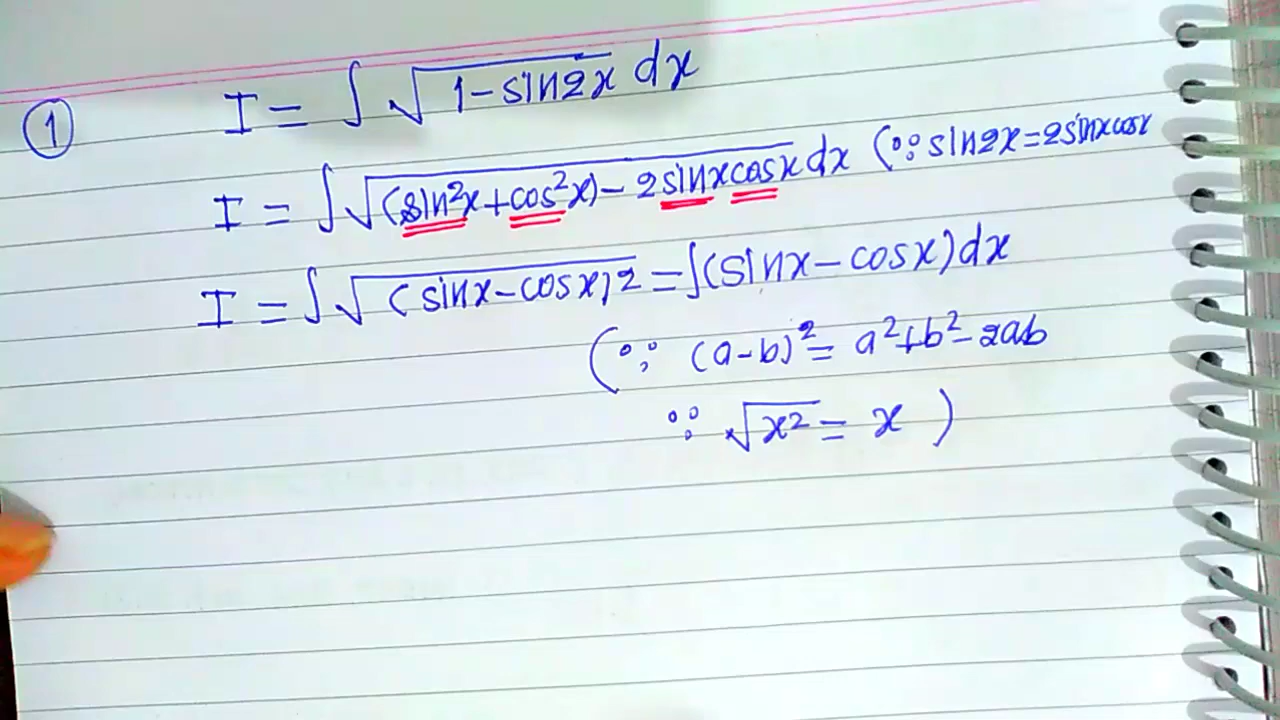 ① I = ∫ √(1-sin2x) dx
I = ∫ √((sin²x+cos²x) - 2sinxcosx) dx (∵ sin2x=2sinxcosx
I = ∫ √((sinx-cosx)²) = ∫(sinx-cosx)dx
(∵ (a-b)² = a²+b²-2ab
∵ √x² = x )